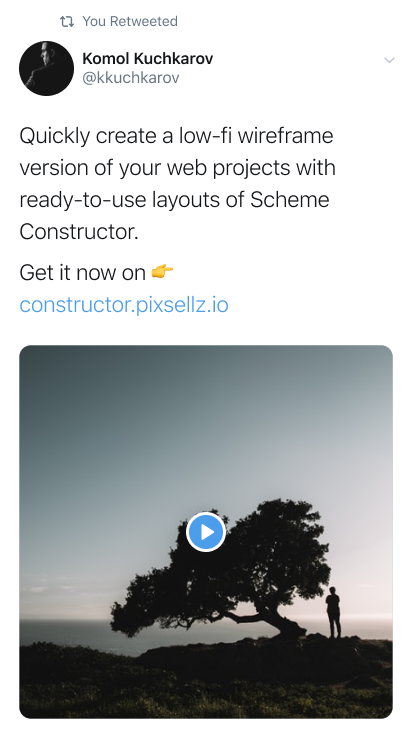 You Retweeted
Komol Kuchkarov
@kkuchkarov
Quickly create a low-fi wireframe
version of your web projects with
ready-to-use layouts of Scheme
Constructor.
Get it now on 👉
constructor.pixsellz.io